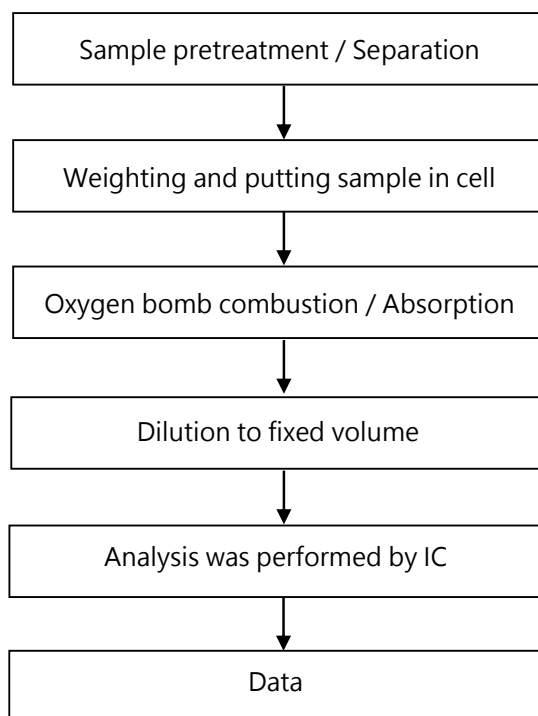 Sample pretreatment / Separation
Weighting and putting sample in cell
Oxygen bomb combustion / Absorption
Dilution to fixed volume
Analysis was performed by IC
Data